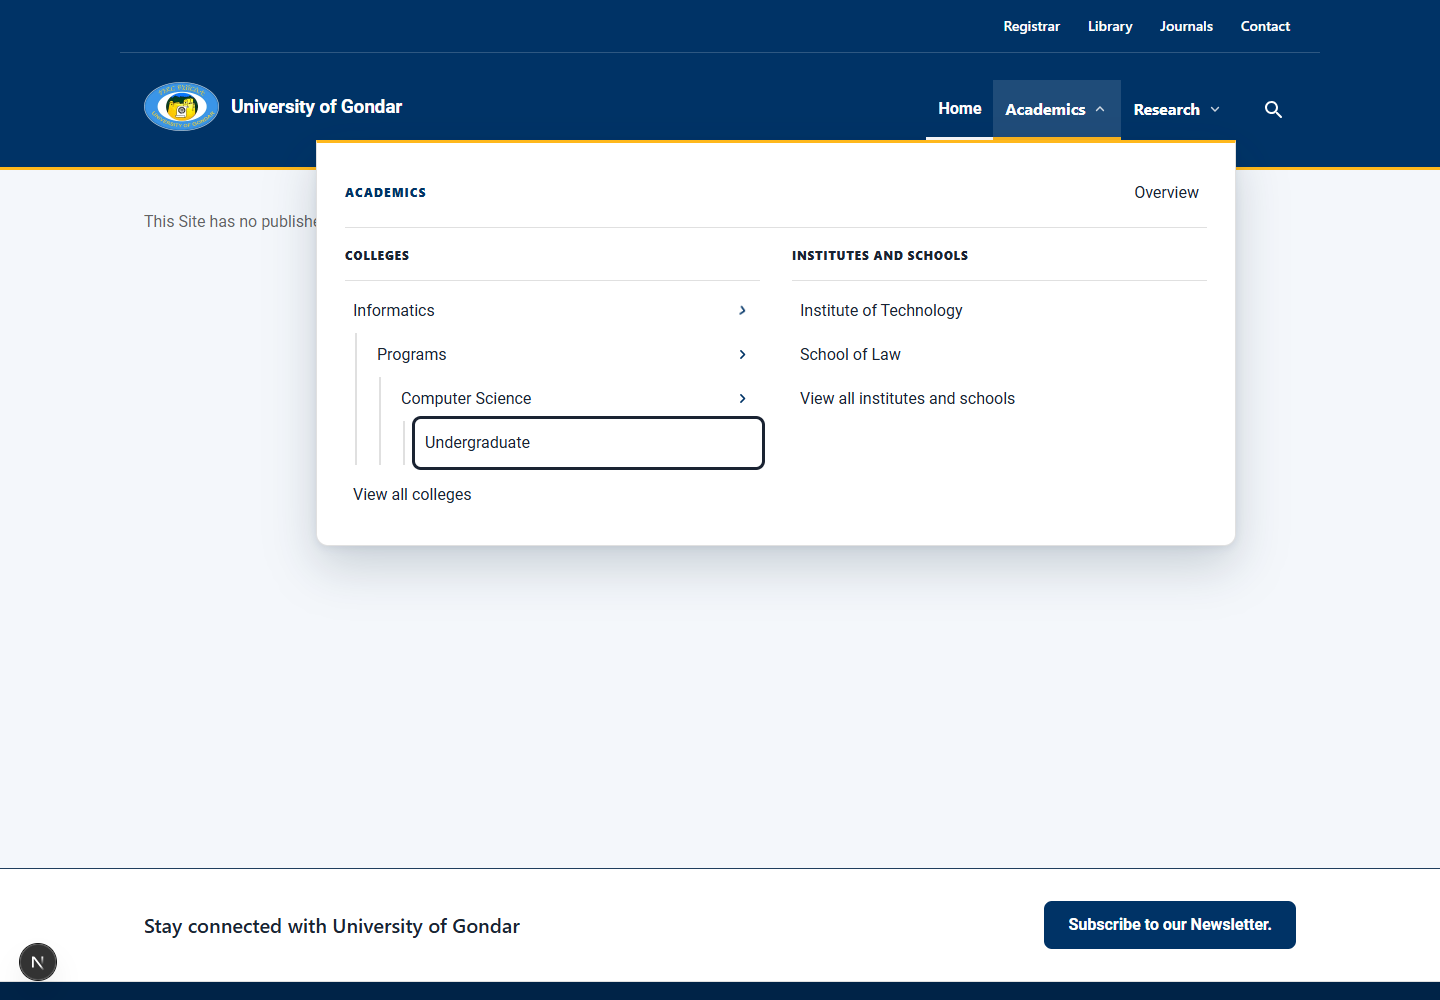 Registrar Library Journals Contact
University of Gondar
Home Academics Research
ACADEMICS Overview
This Site has no publishe
COLLEGES
Informatics
Programs
Computer Science
Undergraduate
View all colleges
INSTITUTES AND SCHOOLS
Institute of Technology
School of Law
View all institutes and schools
Stay connected with University of Gondar
Subscribe to our Newsletter.
N